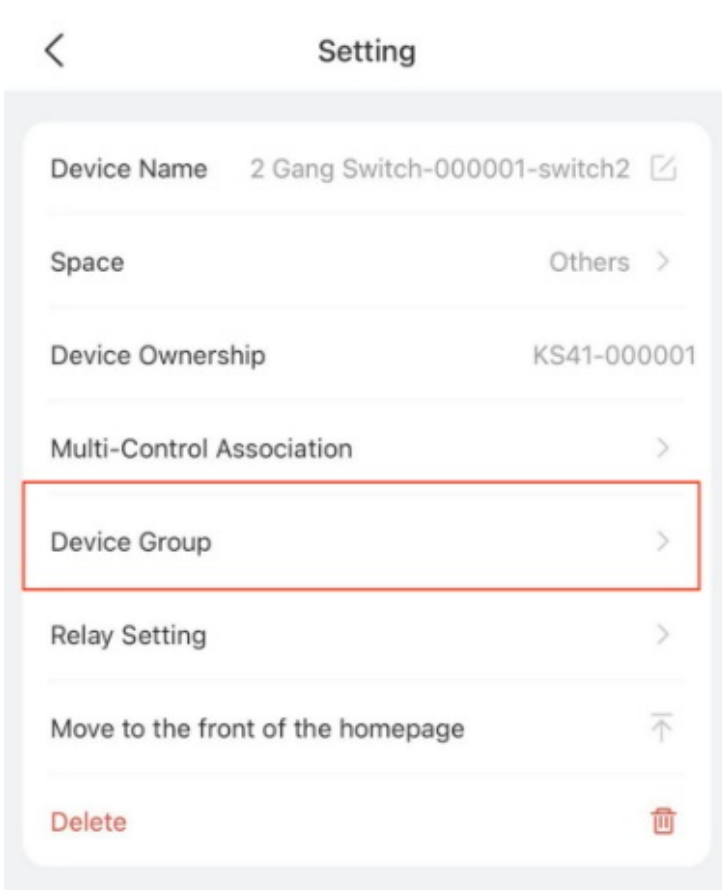 Setting
Device Name 2 Gang Switch-000001-switch2
Space Others
Device Ownership KS41-000001
Multi-Control Association
Device Group
Relay Setting
Move to the front of the homepage
Delete